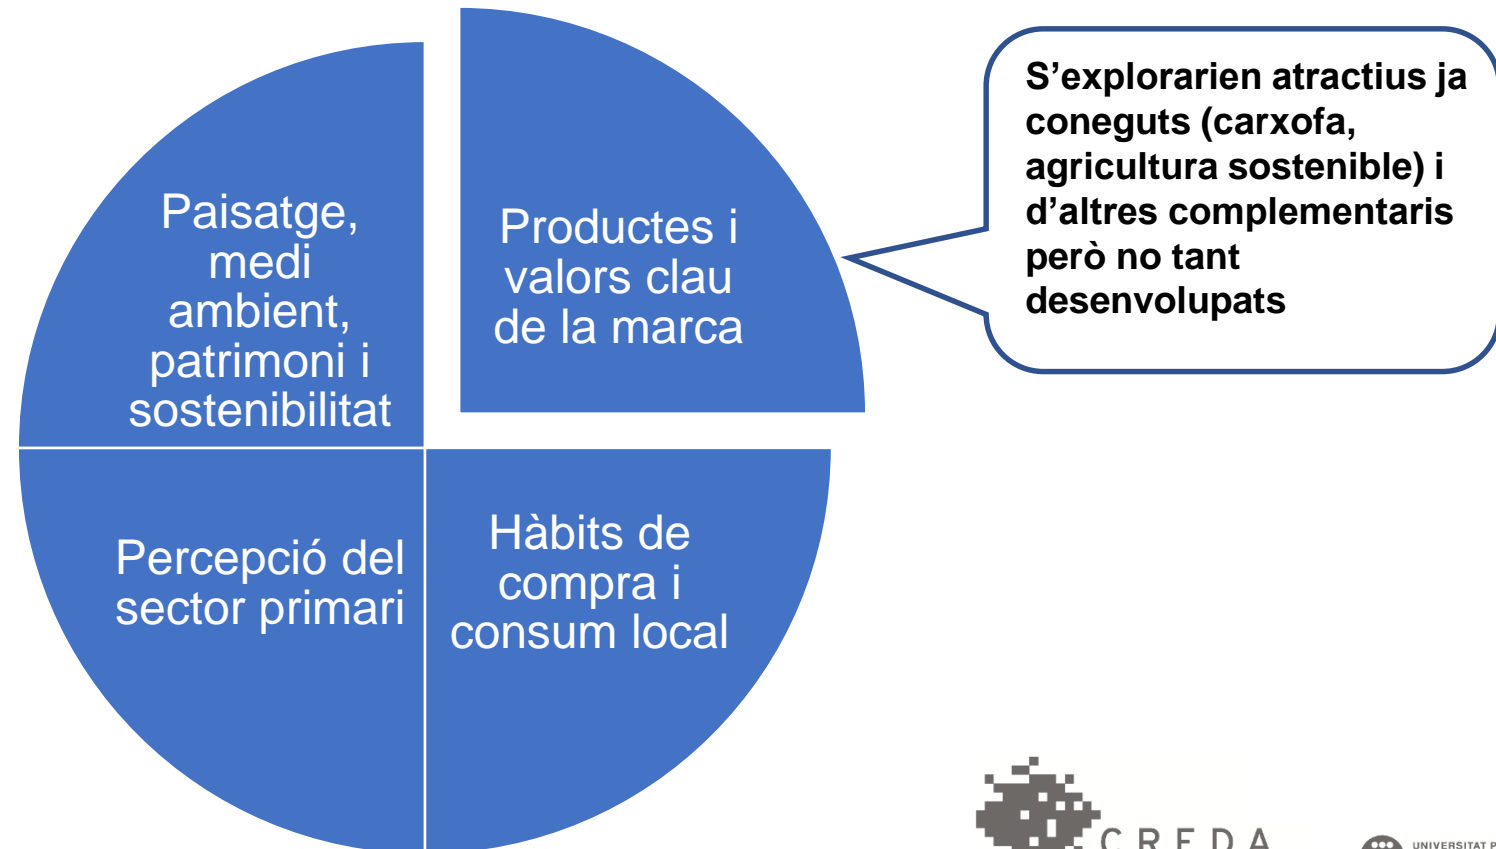 Paisatge,
medi
ambient,
patrimoni i
sostenibilitat
Productes i
valors clau
de la marca
S’explorarien atractius ja
coneguts (carxofa,
agricultura sostenible) i
d’altres complementaris
però no tant
desenvolupats
Percepció del
sector primari
Hàbits de
compra i
consum local
CREDA
UNIVERSITAT